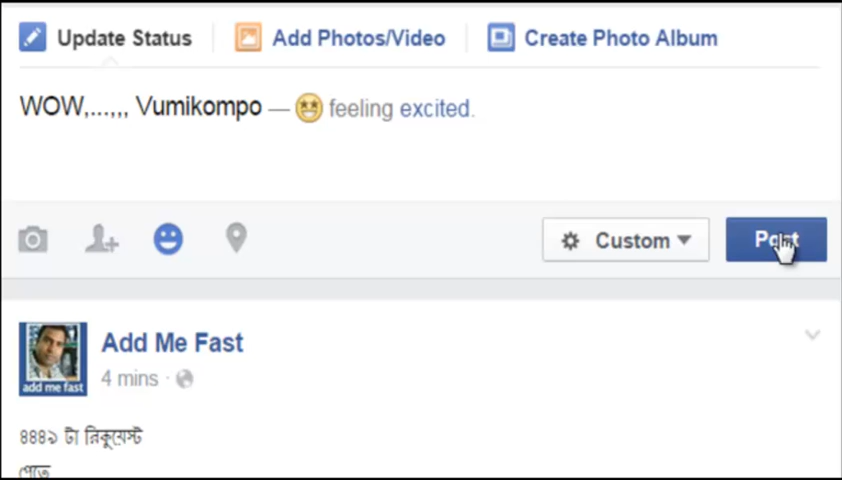 Update Status Add Photos/Video Create Photo Album
WOW,...,,, Vumikompo — feeling excited.
Custom Post
Add Me Fast
add me fast
4 mins ·
৪৪৪৯ টা রিকুয়েস্ট
পেতে